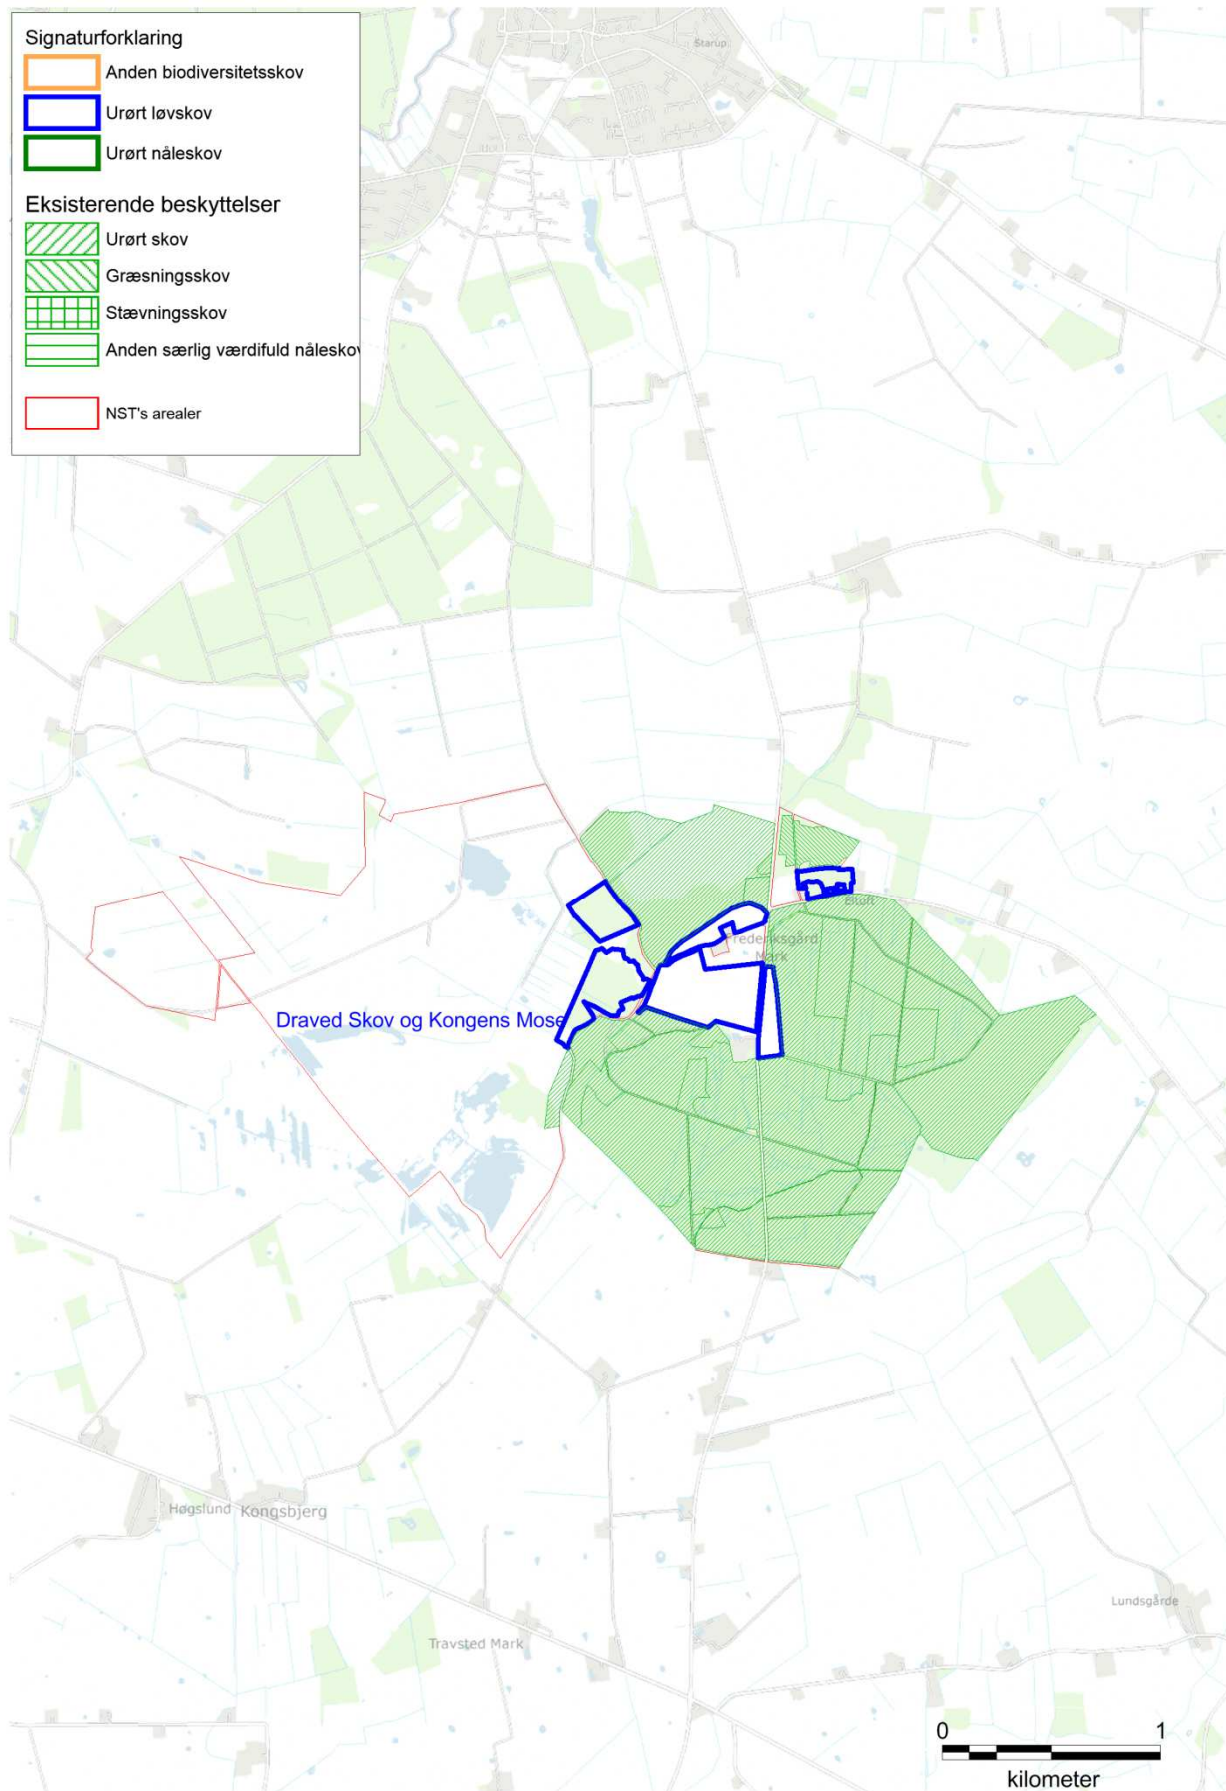 Signaturforklaring
Anden biodiversitetsskov
Urørt løvskov
Urørt nåleskov
Eksisterende beskyttelser
Urørt skov
Græsningsskov
Stævningsskov
Anden særlig værdifuld nåleskov
NST's arealer
Starup
Eltuft
Frederiksgård
Mark
Draved Skov og Kongens Mose
Høgslund
Kongsbjerg
Lundsgårde
Travsted Mark
0 1
kilometer